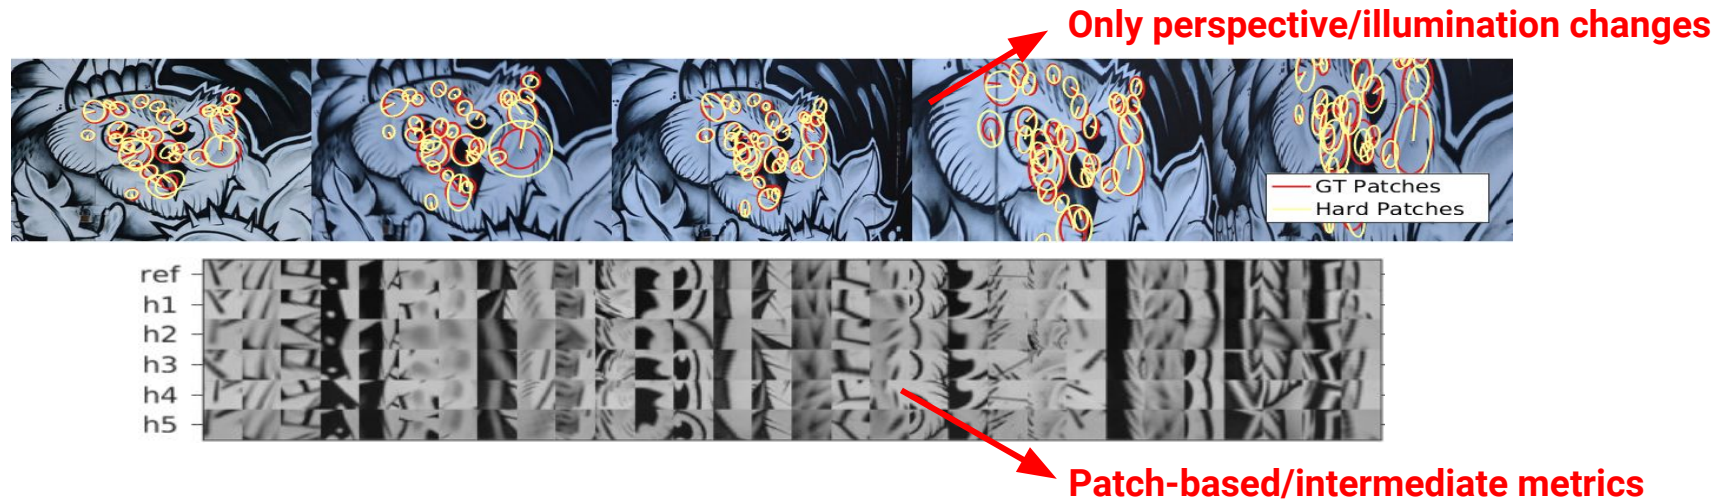 Only perspective/illumination changes
GT Patches
Hard Patches
ref
h1
h2
h3
h4
h5
Patch-based/intermediate metrics